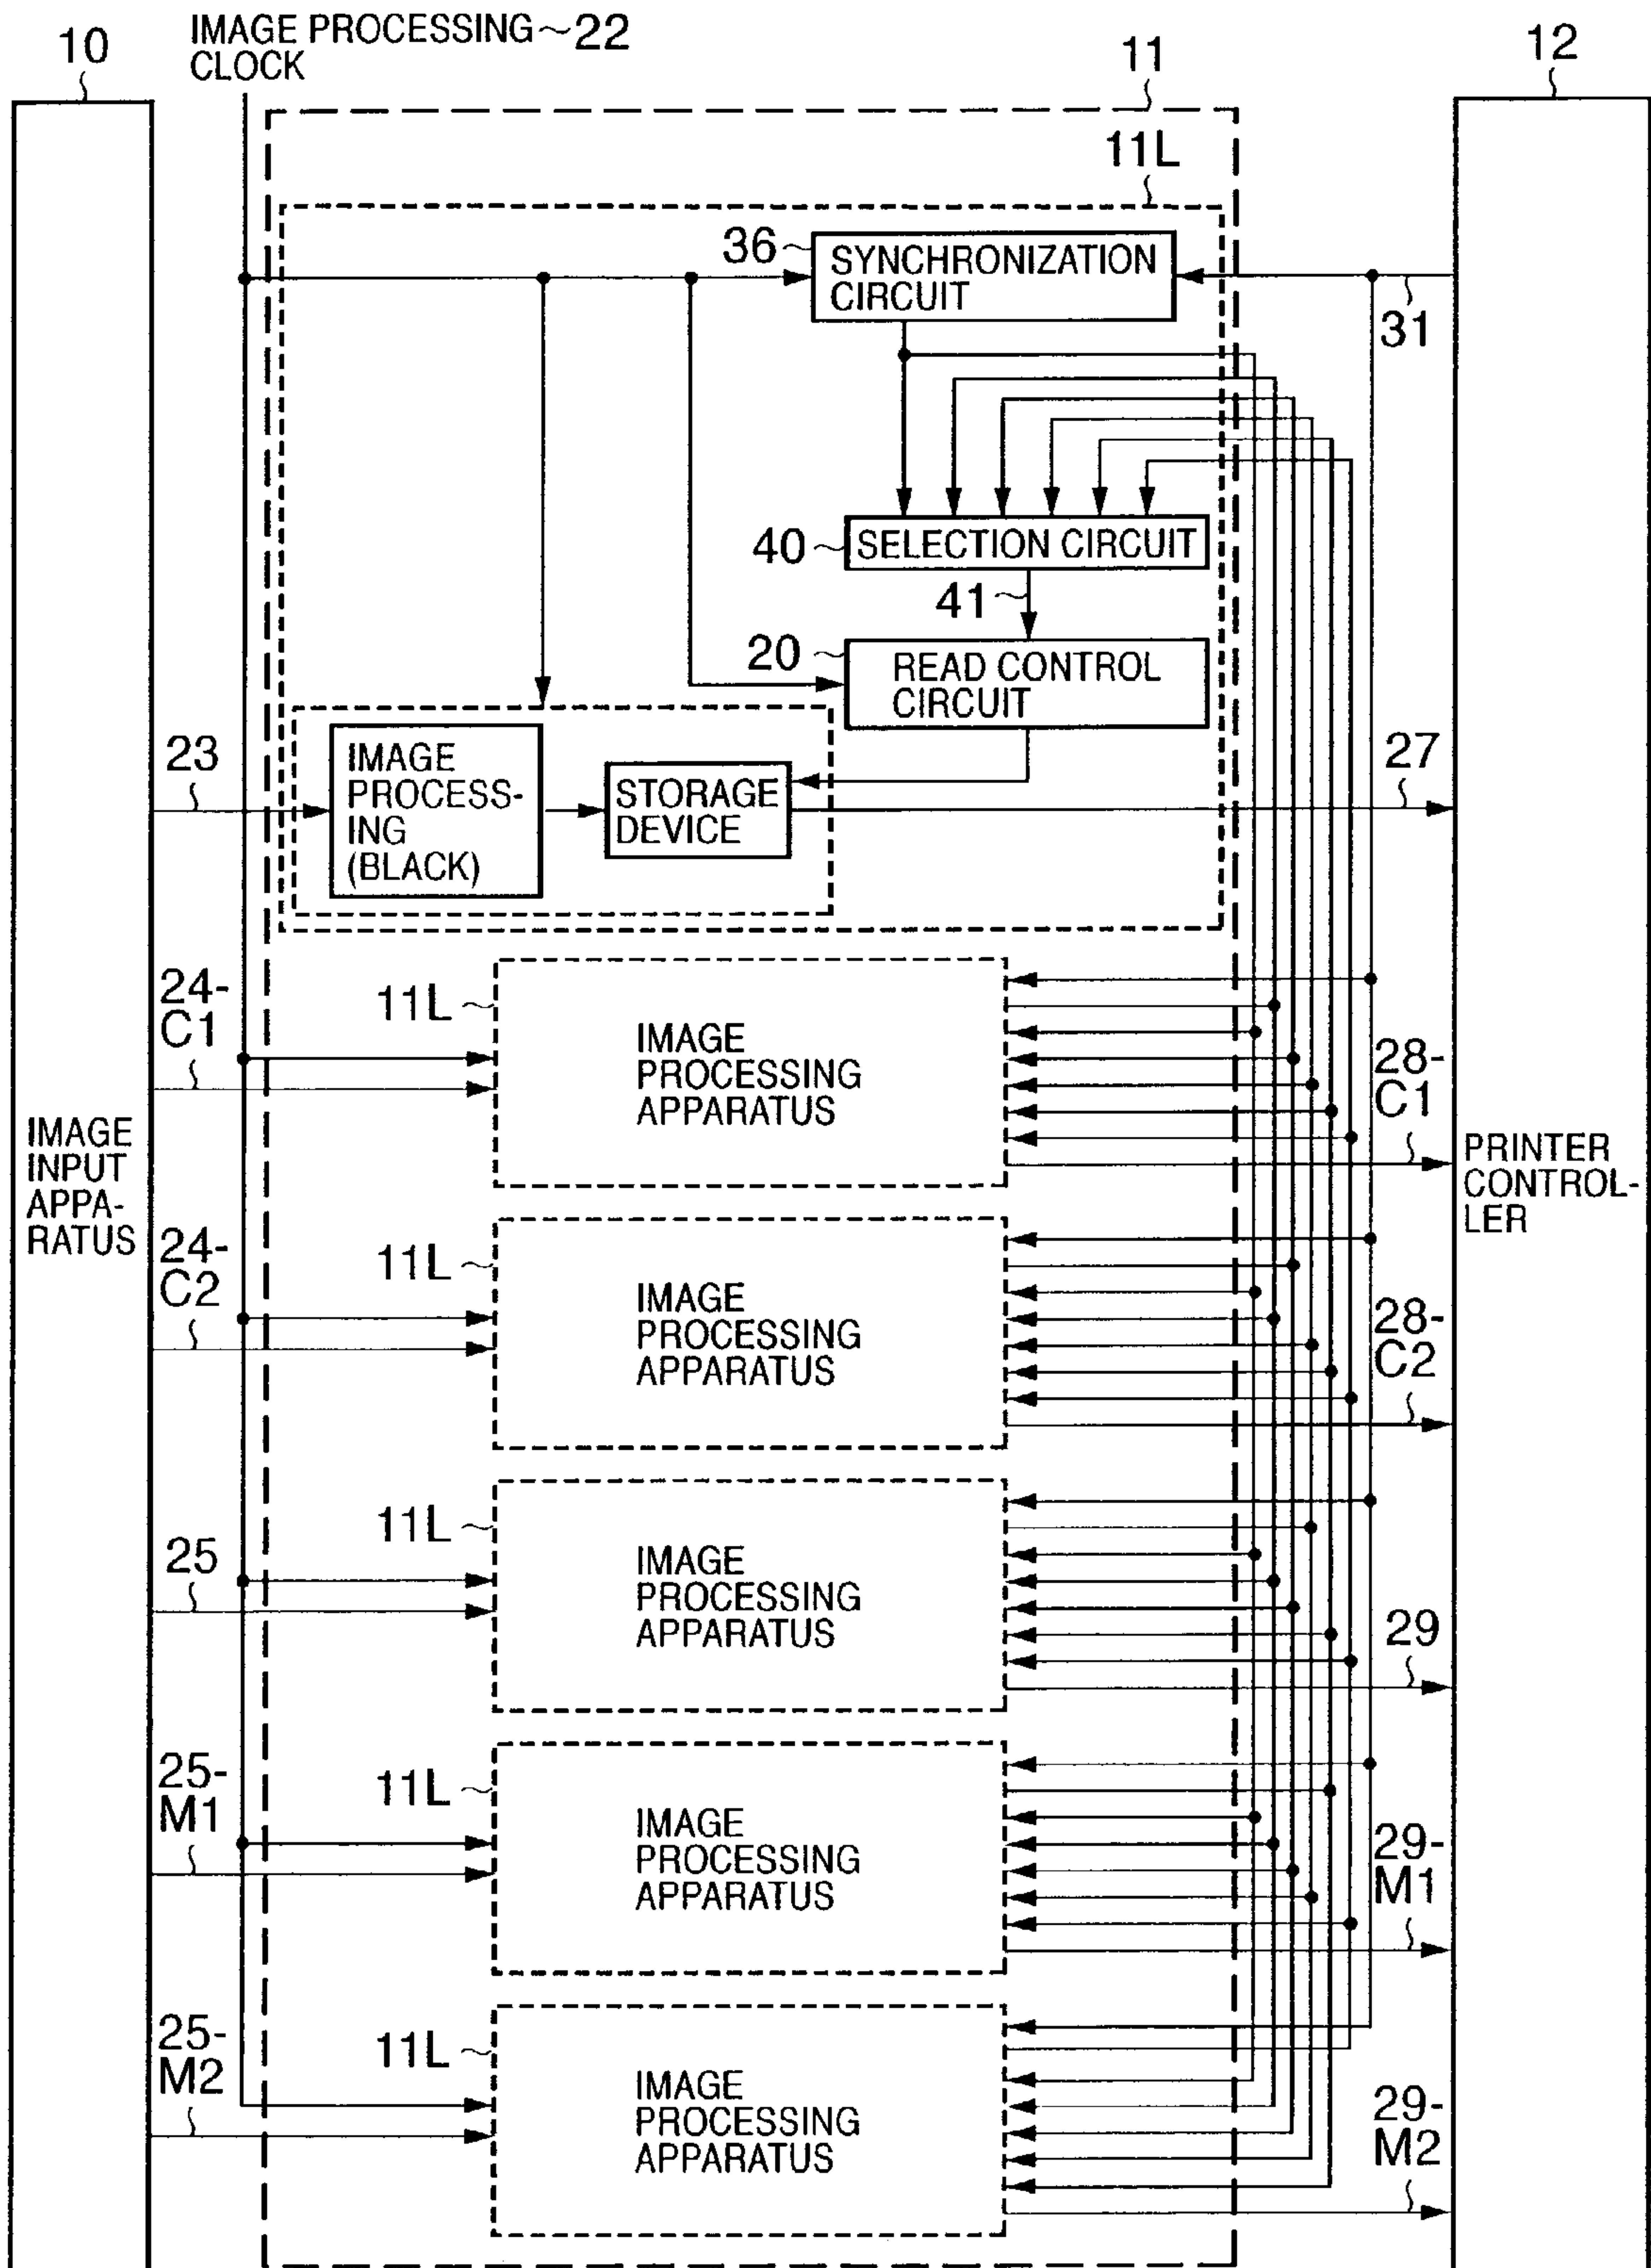 10
IMAGE PROCESSING ~22
CLOCK
11
12
11L
36
SYNCHRONIZATION
CIRCUIT
31
40
SELECTION CIRCUIT
41
20
READ CONTROL
CIRCUIT
23
IMAGE
PROCESS-
ING
(BLACK)
STORAGE
DEVICE
27
24-
C1
11L
IMAGE
PROCESSING
APPARATUS
28-
C1
IMAGE
INPUT
APPA-
RATUS
PRINTER
CONTROL-
LER
24-
C2
11L
IMAGE
PROCESSING
APPARATUS
28-
C2
25
11L
IMAGE
PROCESSING
APPARATUS
29
25-
M1
11L
IMAGE
PROCESSING
APPARATUS
29-
M1
25-
M2
11L
IMAGE
PROCESSING
APPARATUS
29-
M2